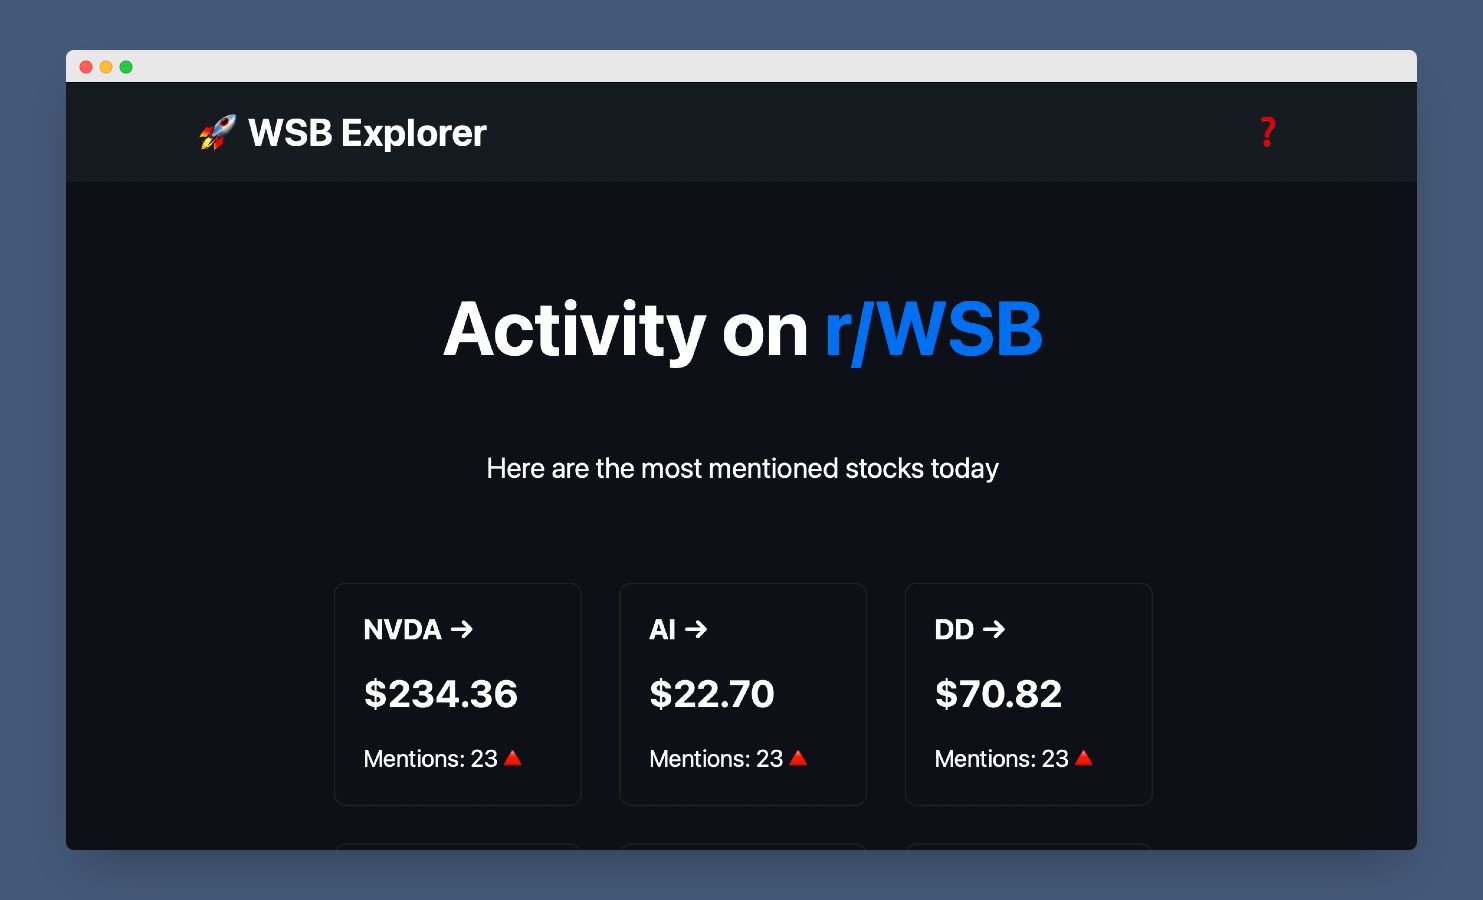 🚀 WSB Explorer ❓
Activity on r/WSB
Here are the most mentioned stocks today
NVDA →
$234.36
Mentions: 23 🔺
AI →
$22.70
Mentions: 23 🔺
DD →
$70.82
Mentions: 23 🔺